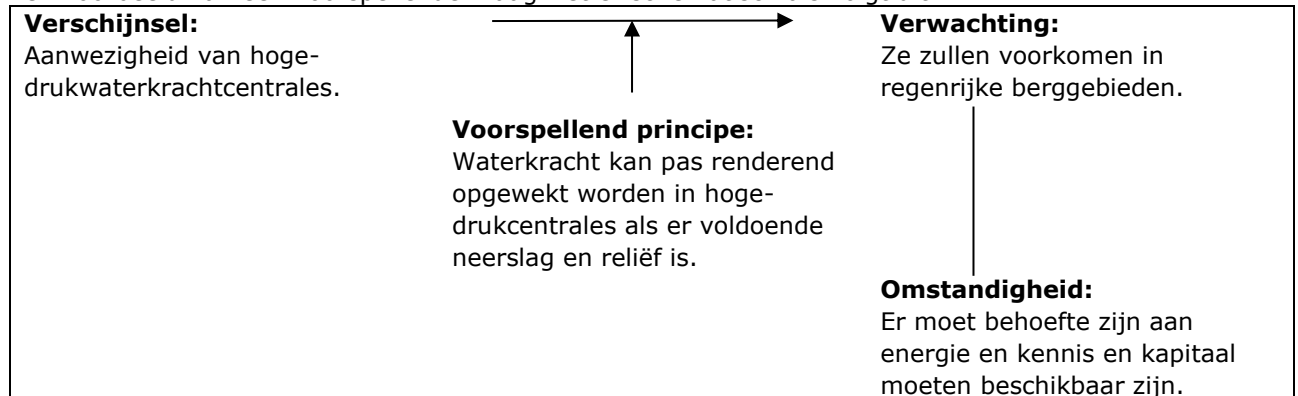 Verschijnsel:
Aanwezigheid van hoge-
drukwaterkrachtcentrales.
Verwachting:
Ze zullen voorkomen in
regenrijke berggebieden.
Voorspellend principe:
Waterkracht kan pas renderend
opgewekt worden in hoge-
drukcentrales als er voldoende
neerslag en reliëf is.
Omstandigheid:
Er moet behoefte zijn aan
energie en kennis en kapitaal
moeten beschikbaar zijn.